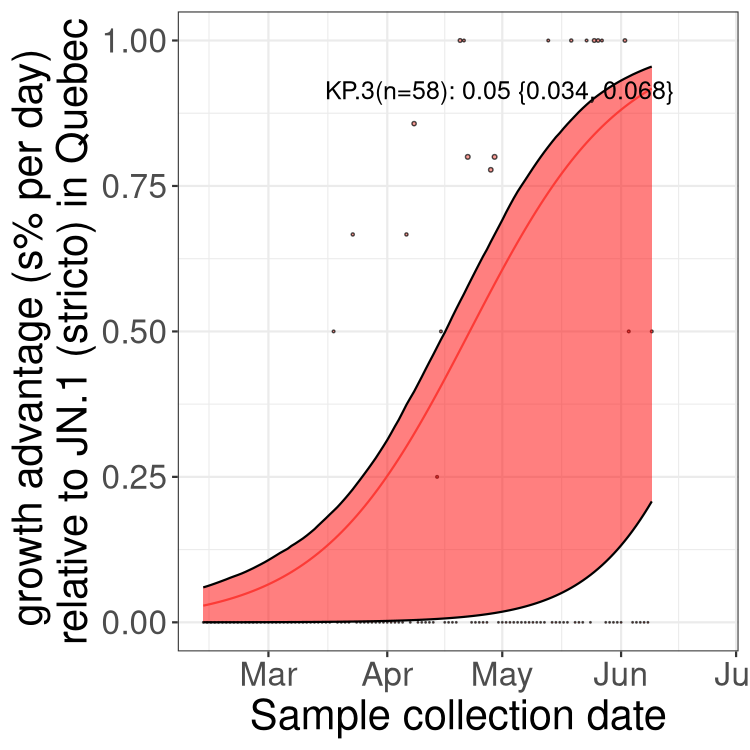 growth advantage (s% per day)
relative to JN.1 (stricto) in Quebec
1.00
0.75
0.50
0.25
0.00
KP.3(n=58): 0.05 {0.034, 0.068}
Mar Apr May Jun Ju
Sample collection date